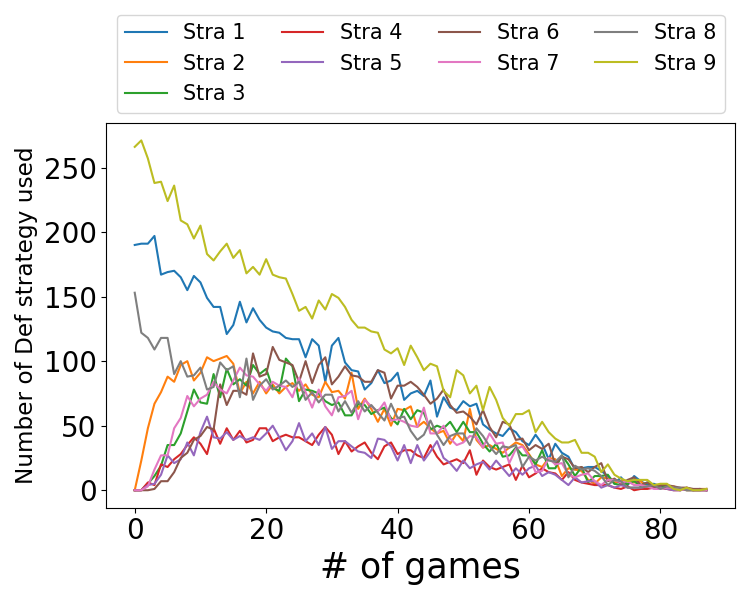 Stra 1 Stra 4 Stra 6 Stra 8
Stra 2 Stra 5 Stra 7 Stra 9
Stra 3
Number of Def strategy used
250
200
150
100
50
0
0 20 40 60 80
# of games